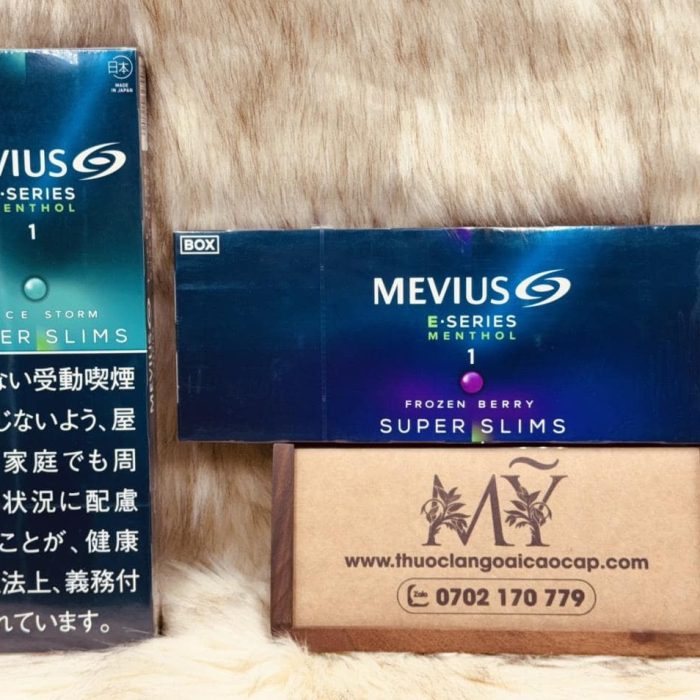 日本
MADE
IN JAPAN
VIUS
SERIES
MENTHOL
1
ICE STORM
SLIMS
ない受動喫煙
じないよう、屋
家庭でも周
状況に配慮
ことが、健康
法上、義務付
れています。
MEVIUS
BOX
MEVIUS
E·SERIES
MENTHOL
1
FROZEN BERRY
SUPER SLIMS
MỸ
www.thuoclangoaicaocap.com
Zalo 0702 170 779